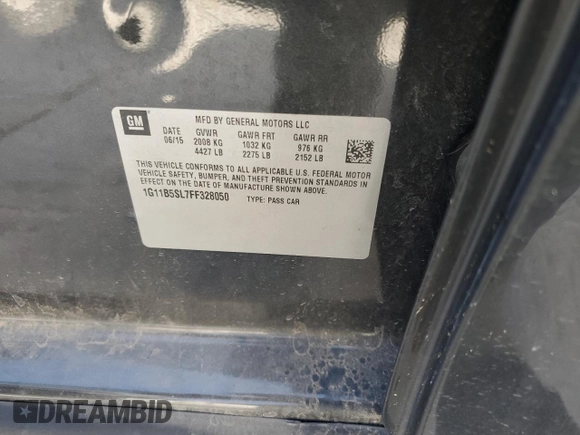 GM
MFD BY GENERAL MOTORS LLC
DATE GVWR GAWR FRT GAWR RR
06/15 2008 KG 1032 KG 976 KG
4427 LB 2275 LB 2152 LB
THIS VEHICLE CONFORMS TO ALL APPLICABLE U.S. FEDERAL MOTOR
VEHICLE SAFETY, BUMPER, AND THEFT PREVENTION STANDARDS
IN EFFECT ON THE DATE OF MANUFACTURE SHOWN ABOVE.
1G11B5SL7FF328050 TYPE: PASS CAR
DREAMBID